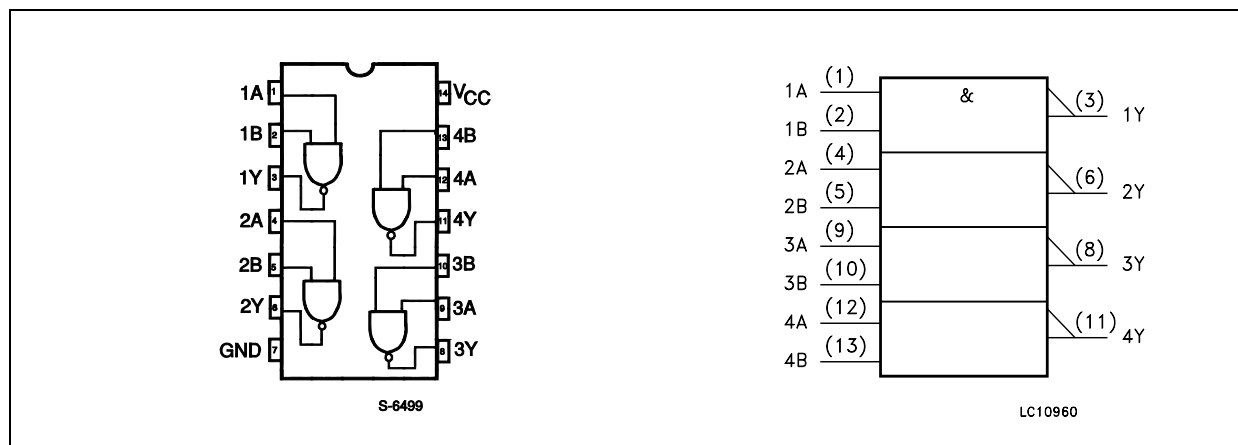 1A 1 14 VCC
1B 2 13 4B
1Y 3 12 4A
2A 4 11 4Y
2B 5 10 3B
2Y 6 9 3A
GND 7 8 3Y
S-6499
&
1A (1)
1B (2)
2A (4)
2B (5)
3A (9)
3B (10)
4A (12)
4B (13)
(3) 1Y
(6) 2Y
(8) 3Y
(11) 4Y
LC10960